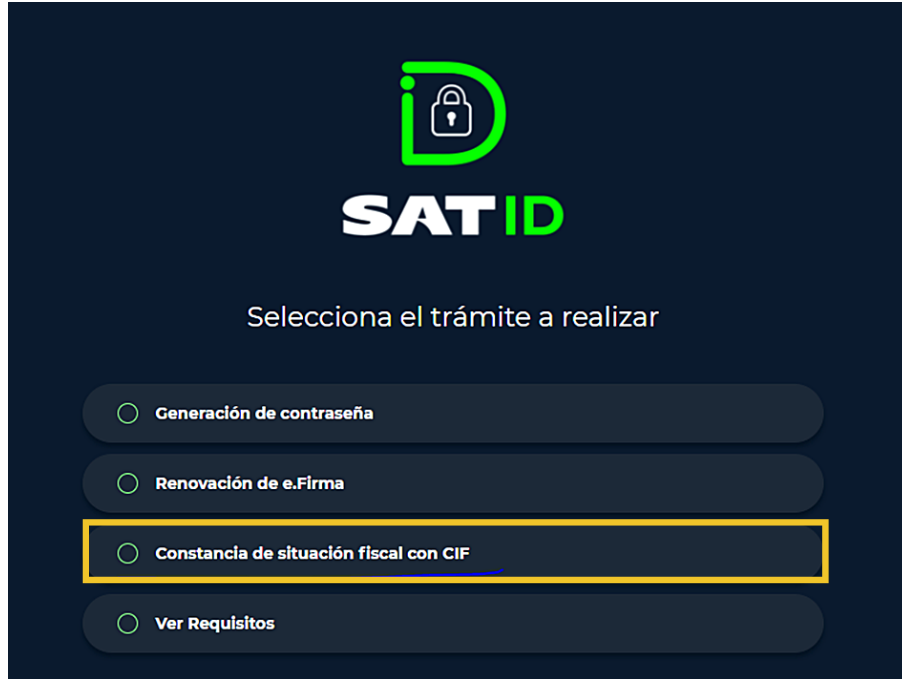 SAT ID
Selecciona el trámite a realizar
Generación de contraseña
Renovación de e.Firma
Constancia de situación fiscal con CIF
Ver Requisitos